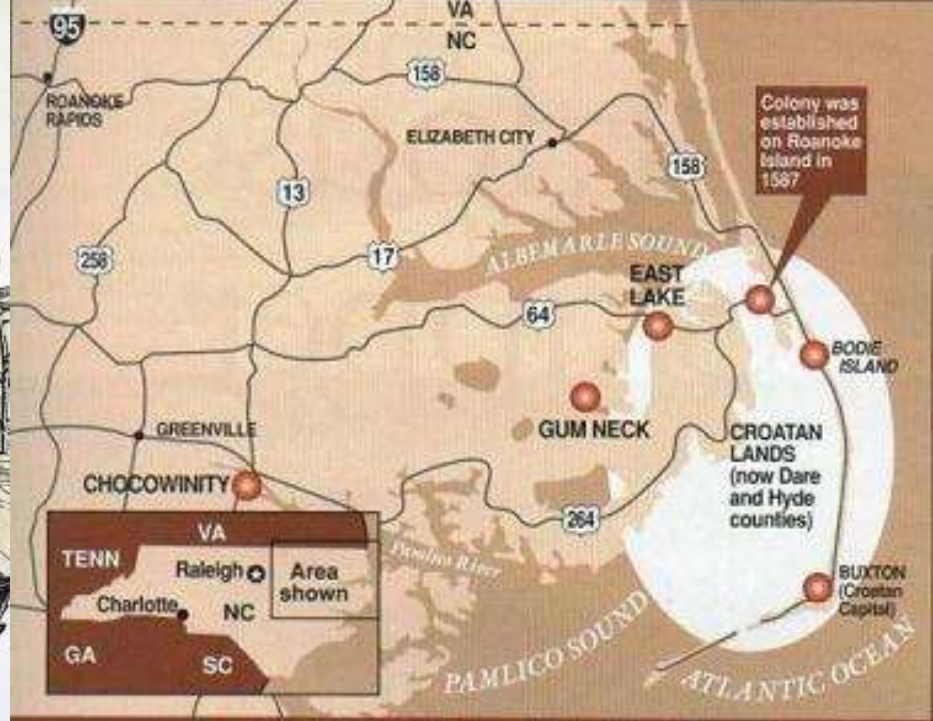 VA
95
NC
158
ROANOKE
RAPIDS
ELIZABETH CITY
Colony was
established
on Roanoke
Island in
1587
158
13
17
258
ALBEMARLE SOUND
EAST
LAKE
64
BODIE
ISLAND
GUM NECK
GREENVILLE
CROATAN
LANDS
(now Dare
and Hyde
counties)
CHOCOWINITY
264
VA
TENN
Raleigh
Area
shown
Charlotte
NC
GA
SC
Pamlico River
BUXTON
(Croatan
Capital)
PAMLICO SOUND
ATLANTIC OCEAN